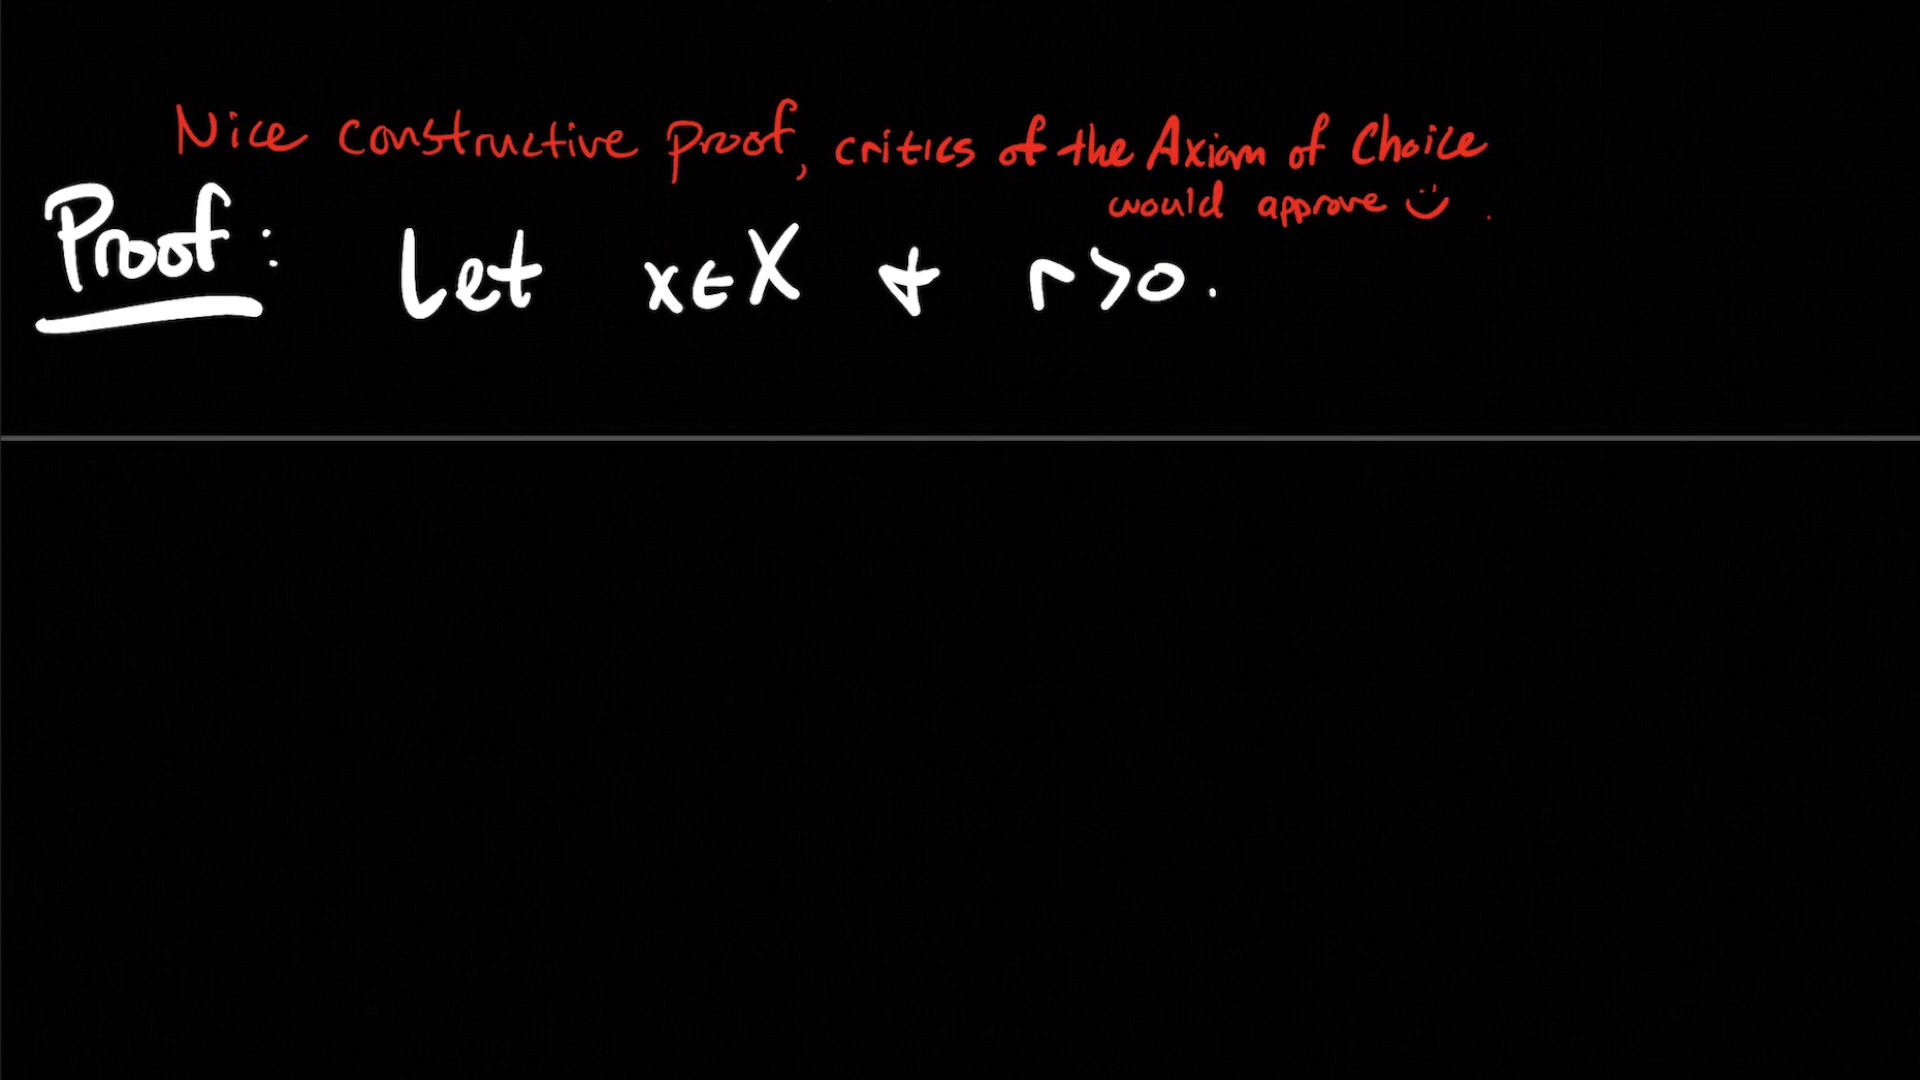 Nice constructive proof, critics of the Axiom of Choice
would approve :) .
Proof: Let x∈X & r>0.